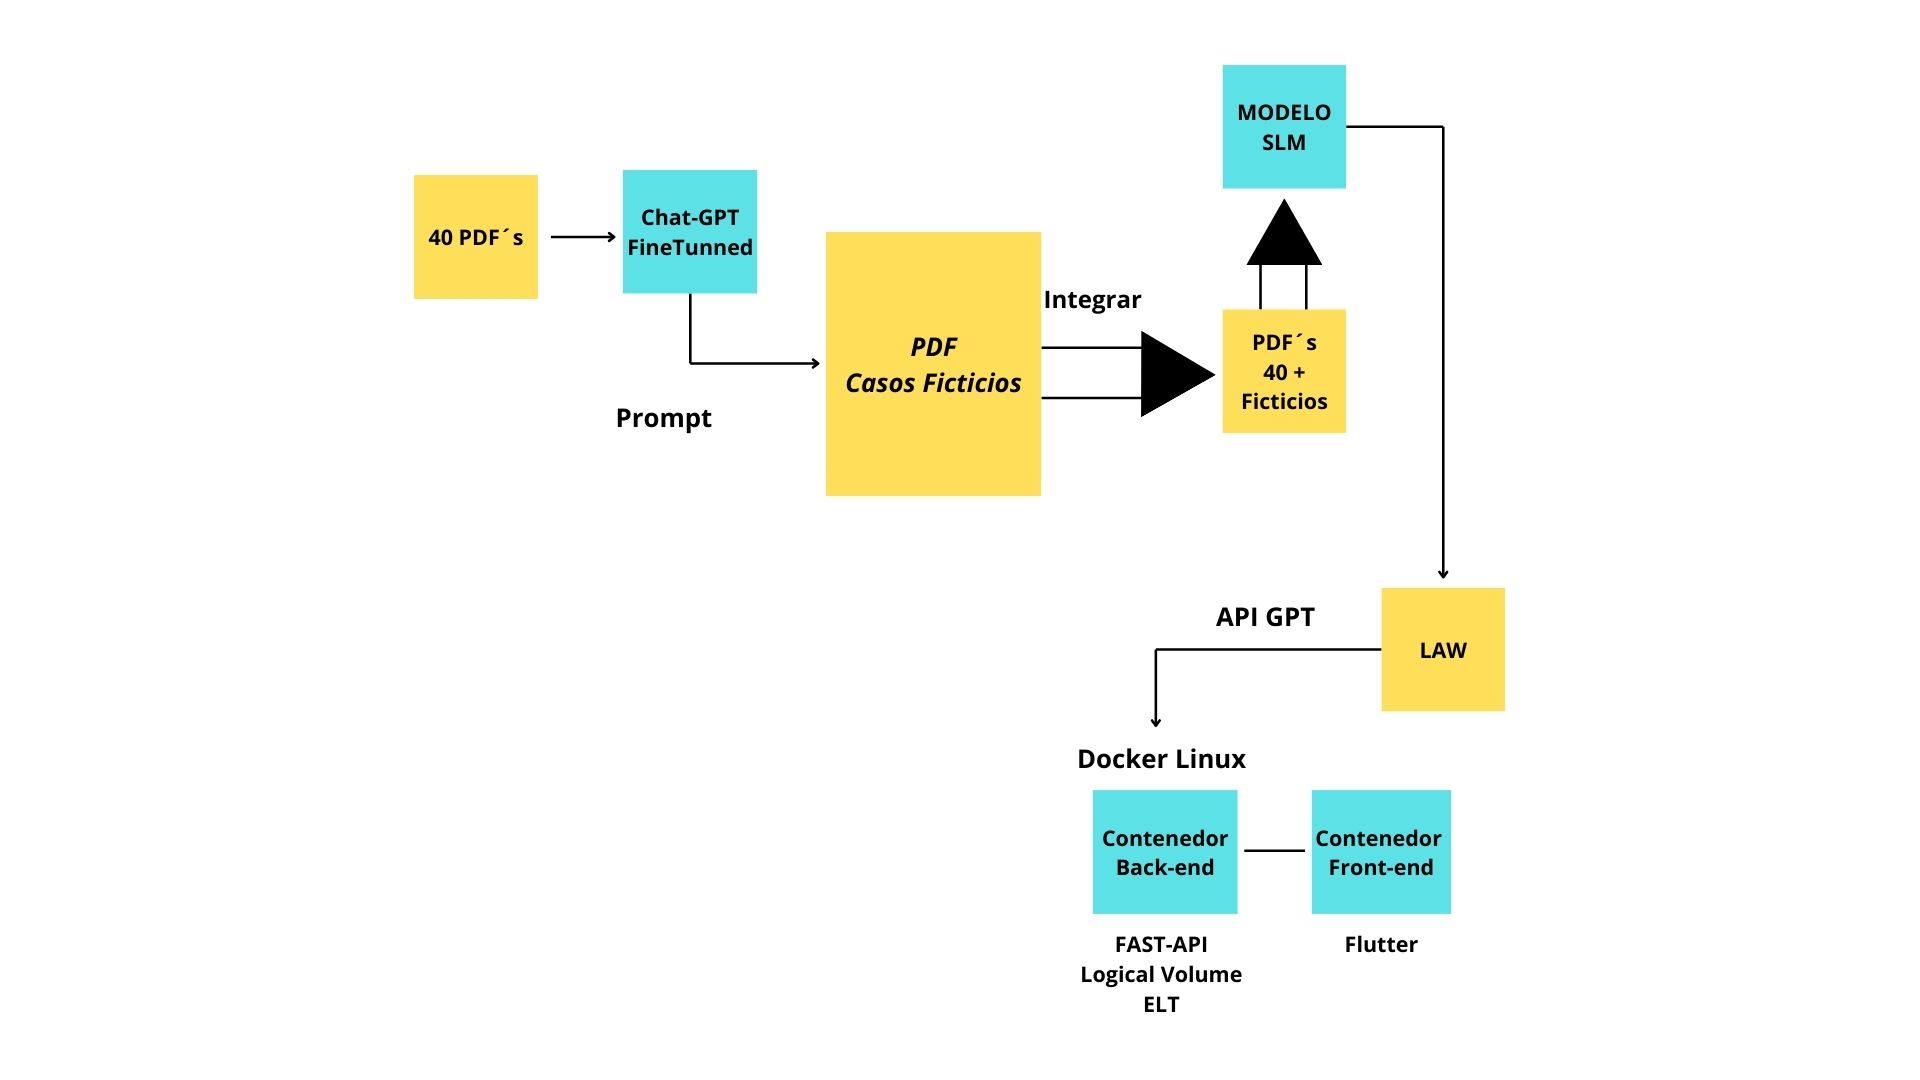 MODELO
SLM
40 PDF´s
Chat-GPT
FineTunned
Prompt
PDF
Casos Ficticios
Integrar
PDF´s
40 +
Ficticios
API GPT
LAW
Docker Linux
Contenedor
Back-end
Contenedor
Front-end
FAST-API
Logical Volume
ELT
Flutter